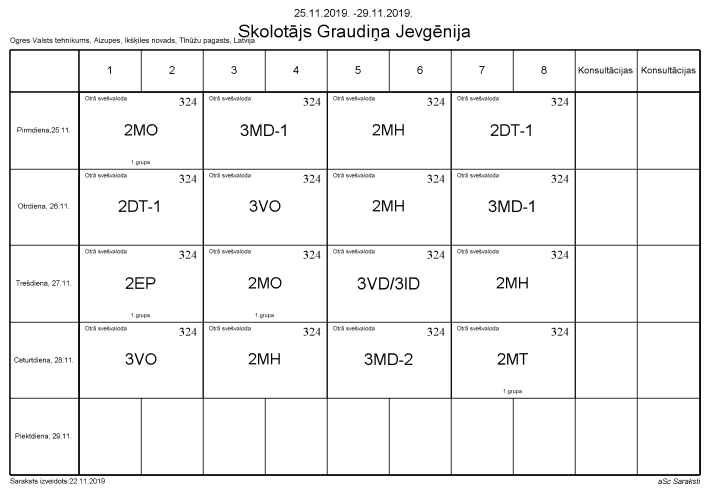 25.11.2019. -29.11.2019.
Skolotājs Graudiņa Jevgēnija
Ogres Valsts tehnikums, Aizupes, Ikšķiles novads, Tīnūžu pagasts, Latvija
1 2 3 4 5 6 7 8 Konsultācijas Konsultācijas
Otrā svešvaloda 324 Otrā svešvaloda 324 Otrā svešvaloda 324 Otrā svešvaloda 324
Pirmdiena,25.11. 2MO 3MD-1 2MH 2DT-1
1.grupa
Otrā svešvaloda 324 Otrā svešvaloda 324 Otrā svešvaloda 324 Otrā svešvaloda 324
Otrdiena, 26.11. 2DT-1 3VO 2MH 3MD-1
Otrā svešvaloda 324 Otrā svešvaloda 324 Otrā svešvaloda 324 Otrā svešvaloda 324
Trešdiena, 27.11. 2EP 2MO 3VD/3ID 2MH
1.grupa 1.grupa
Otrā svešvaloda 324 Otrā svešvaloda 324 Otrā svešvaloda 324 Otrā svešvaloda 324
Ceturtdiena, 28.11. 3VO 2MH 3MD-2 2MT
1.grupa
Piektdiena, 29.11.
Saraksts izveidots:22.11.2019 aSc Saraksti